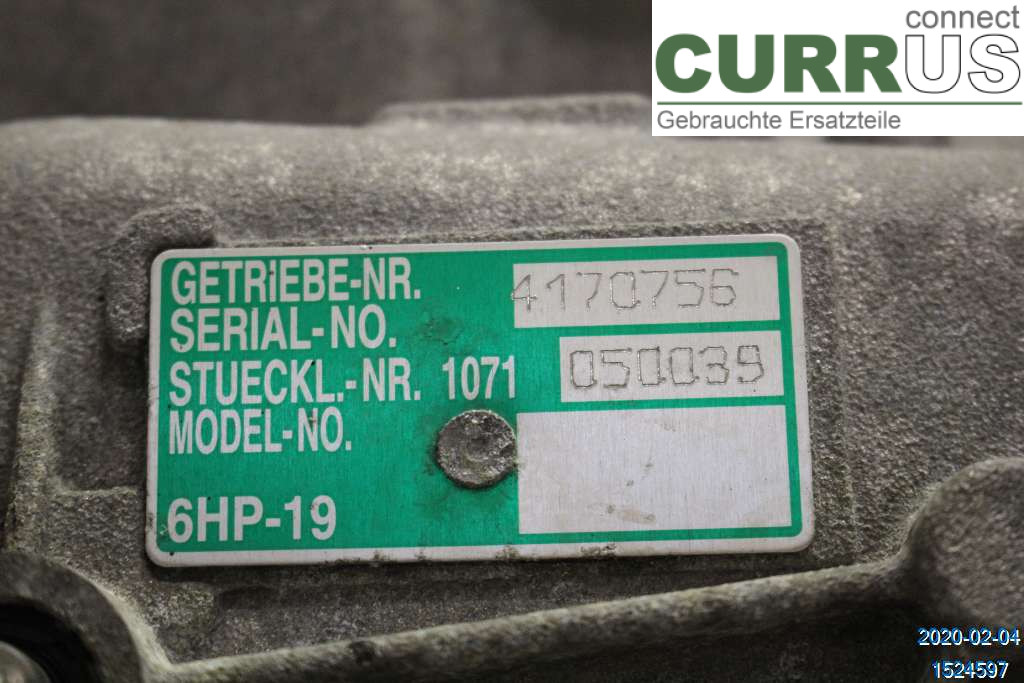 connect
CURRUS
Gebrauchte Ersatzteile
GETRIEBE-NR. 4170756
SERIAL-NO.
STUECKL.-NR. 1071 050039
MODEL-NO.
6HP-19
2020-02-04
1524597